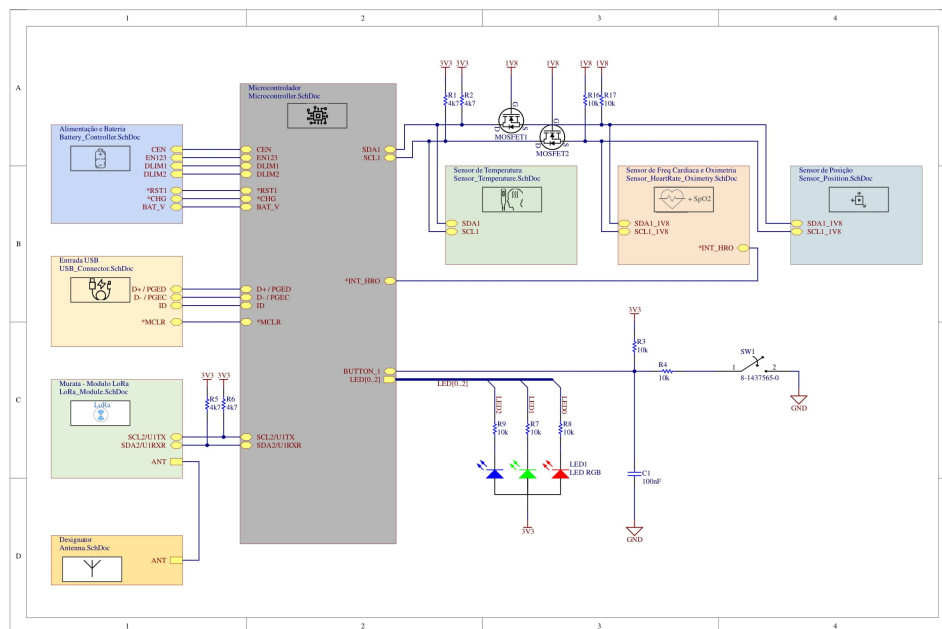 1 2 3 4
A
B
C
D
Alimentação e Bateria
Battery_Controller.SchDoc
CEN
EN123
DLIM1
DLIM2
*RST1
*CHG
BAT_V
Entrada USB
USB_Connector.SchDoc
D+ / PGED
D- / PGEC
ID
*MCLR
Murata - Modulo LoRa
LoRa_Module.SchDoc
LoRa
SCL2/U1TX
SDA2/U1RXR
ANT
Designator
Antenna.SchDoc
ANT
3V3 3V3
R5
4k7
R6
4k7
Microcontrolador
Microcontroller.SchDoc
CEN
EN123
DLIM1
DLIM2
*RST1
*CHG
BAT_V
D+ / PGED
D- / PGEC
ID
*MCLR
SCL2/U1TX
SDA2/U1RXR
SDA1
SCL1
*INT_HRO
BUTTON_1
LED[0..2]
3V3 3V3 1V8 1V8 1V8 1V8
R1
4k7
R2
4k7
R16
10k
R17
10k
G
D
S
MOSFET1
G
D
S
MOSFET2
Sensor de Temperatura
Sensor_Temperature.SchDoc
SDA1
SCL1
Sensor de Freq Cardiaca e Oximetria
Sensor_HeartRate_Oximetry.SchDoc
+ SpO2
SDA1_1V8
SCL1_1V8
*INT_HRO
Sensor de Posição
Sensor_Position.SchDoc
SDA1_1V8
SCL1_1V8
LED[0..2]
LED2
LED1
LED0
R9
10k
R7
10k
R8
10k
LED1
LED RGB
3V3
3V3
R3
10k
R4
10k
SW1
1 2
8-1437565-0
GND
C1
100nF
GND
1 2 3 4
A
B
C
D